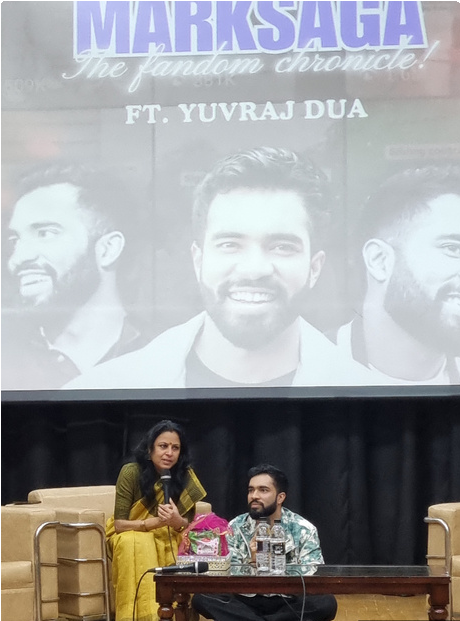 MARKSAGA
The fandom chronicle!
FT. YUVRAJ DUA